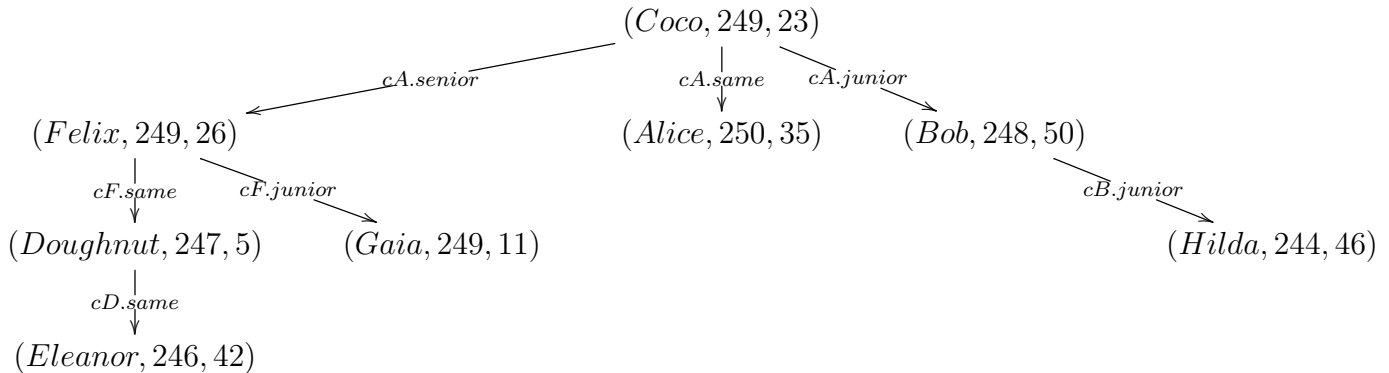 (Coco, 249, 23)
cA.senior cA.same cA.junior
(Felix, 249, 26) (Alice, 250, 35) (Bob, 248, 50)
cF.same cF.junior cB.junior
(Doughnut, 247, 5) (Gaia, 249, 11) (Hilda, 244, 46)
cD.same
(Eleanor, 246, 42)